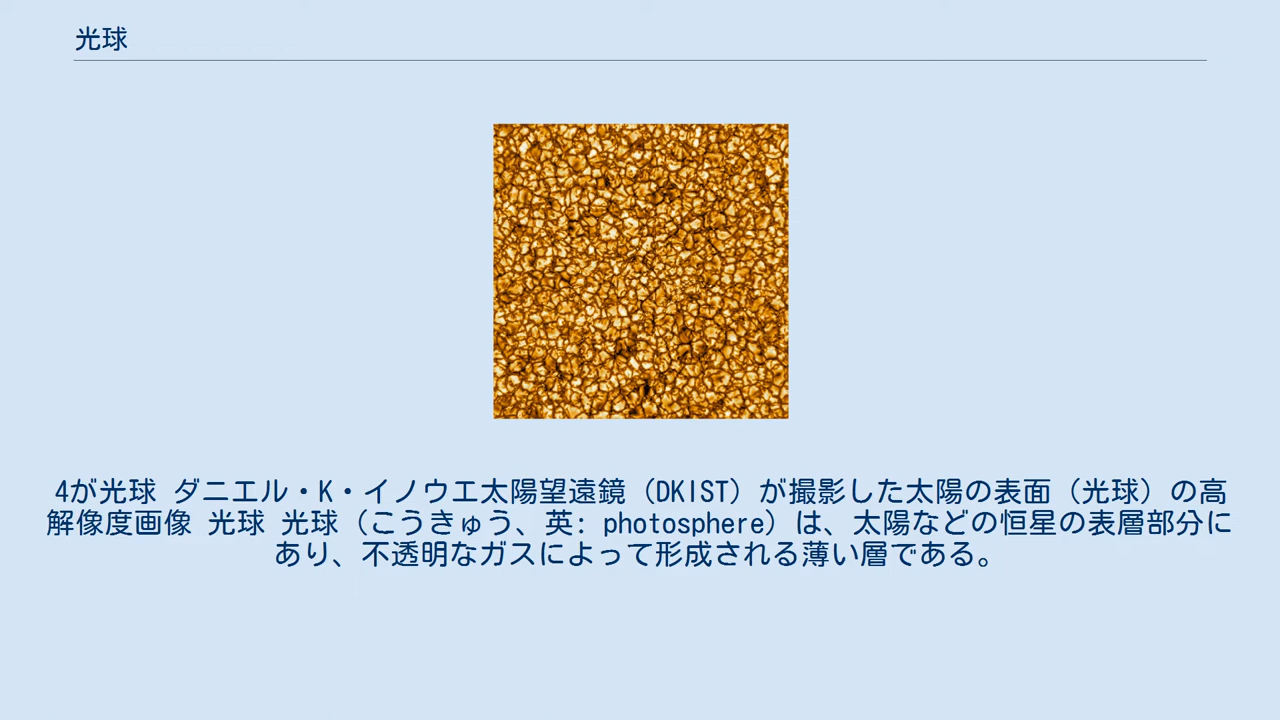 光球
4が光球 ダニエル・K・イノウエ太陽望遠鏡（DKIST）が撮影した太陽の表面（光球）の高
解像度画像 光球 光球（こうきゅう、英: photosphere）は、太陽などの恒星の表層部分に
あり、不透明なガスによって形成される薄い層である。